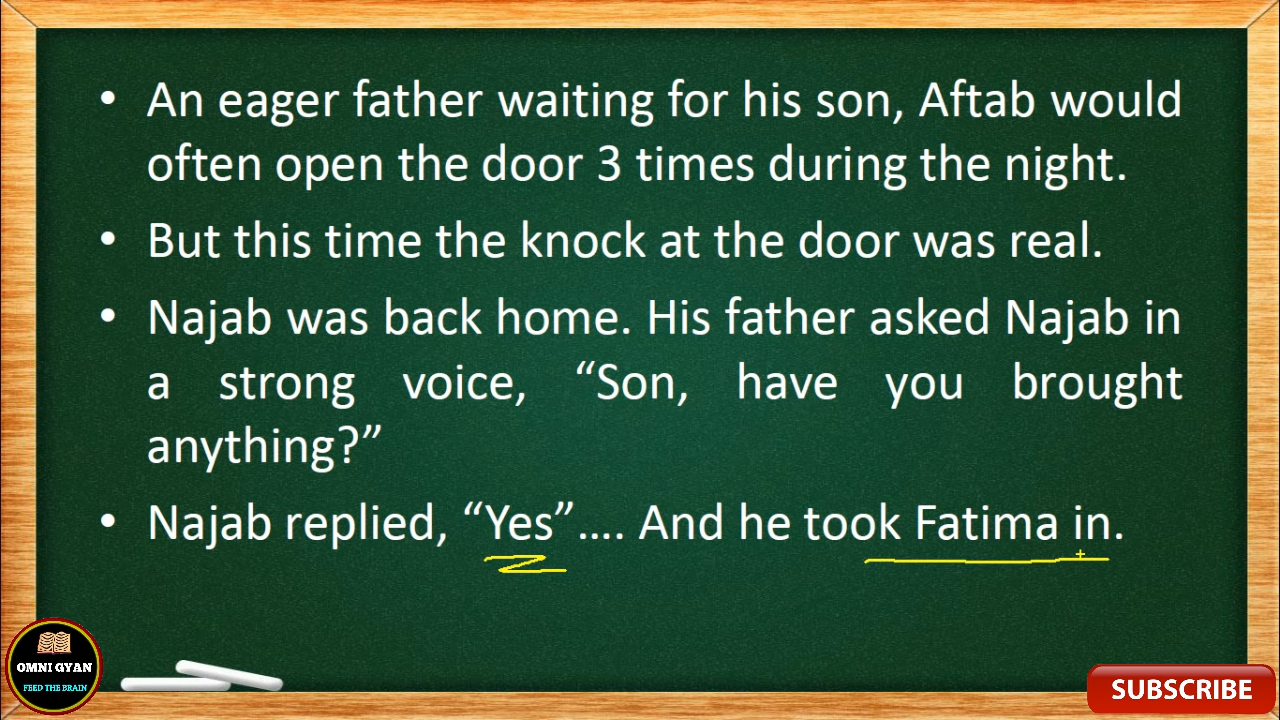 • An eager father waiting for his son, Aftab would
often open the door 3 times during the night.
• But this time the knock at the door was real.
• Najab was back home. His father asked Najab in
a strong voice, “Son, have you brought
anything?”
• Najab replied, “Yes”…. And he took Fatima in.
OMNI GYAN
FEED THE BRAIN
SUBSCRIBE